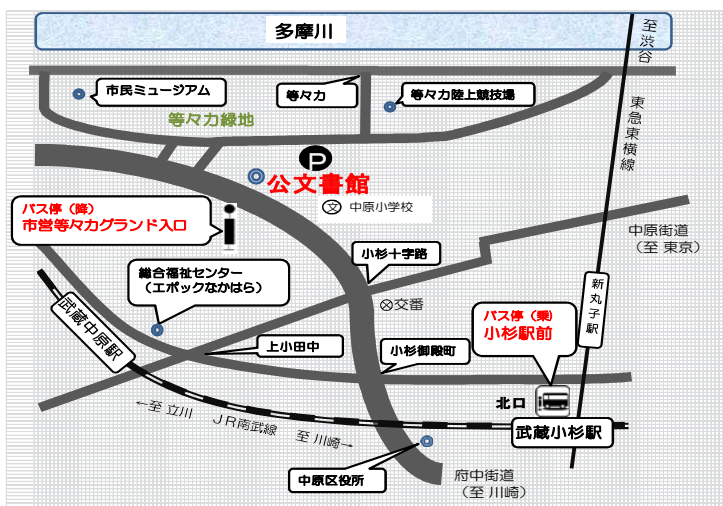 多摩川
至渋谷
市民ミュージアム
等々力
等々力陸上競技場
東急東横線
等々力緑地
P
公文書館
文
中原小学校
バス停（降）
市営等々力グランド入口
中原街道
（至 東京）
小杉十字路
総合福祉センター
（エポックなかはら）
新丸子駅
交番
バス停（乗）
小杉駅前
武蔵中原駅
上小田中
小杉御殿町
北口
←至 立川
JR南武線
至 川崎→
武蔵小杉駅
中原区役所
府中街道
（至 川崎）